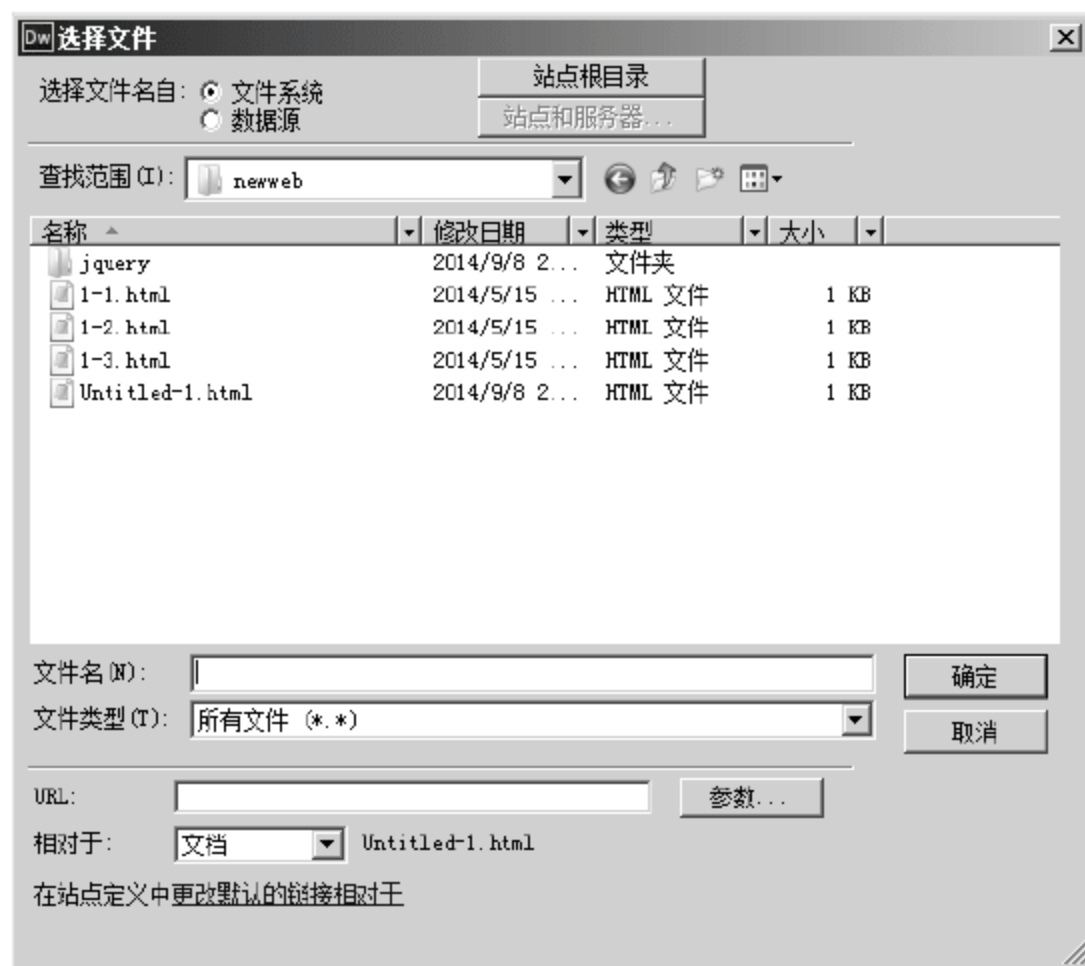 Dw 选择文件
选择文件名自: 文件系统 站点根目录
数据源 站点和服务器...
查找范围(I): newweb
名称 修改日期 类型 大小
jquery 2014/9/8 2... 文件夹
1-1.html 2014/5/15 ... HTML 文件 1 KB
1-2.html 2014/5/15 ... HTML 文件 1 KB
1-3.html 2014/5/15 ... HTML 文件 1 KB
Untitled-1.html 2014/9/8 2... HTML 文件 1 KB
文件名(N): 确定
文件类型(T): 所有文件 (*.*) 取消
URL: 参数...
相对于: 文档 Untitled-1.html
在站点定义中更改默认的链接相对于